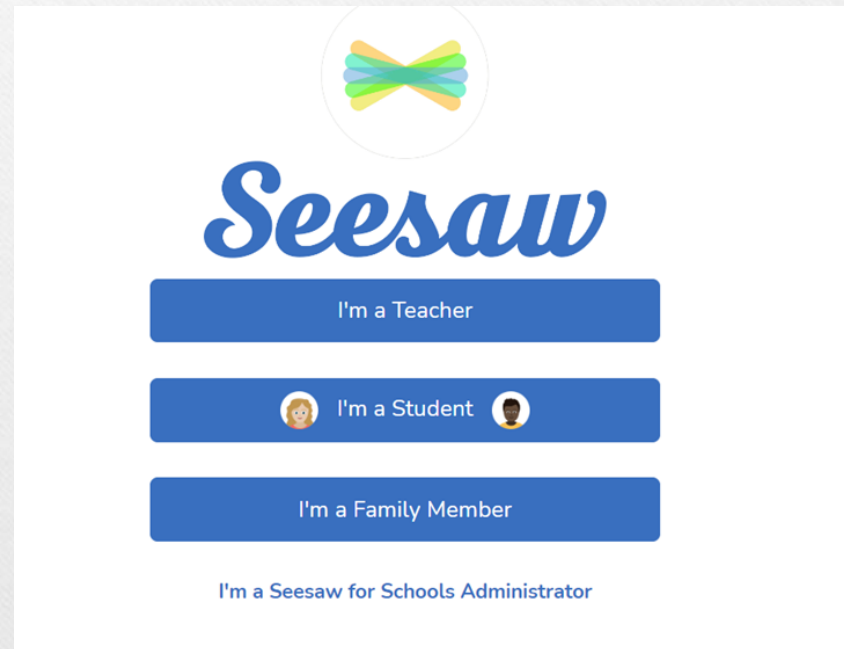 Seesaw
I'm a Teacher
I'm a Student
I'm a Family Member
I'm a Seesaw for Schools Administrator